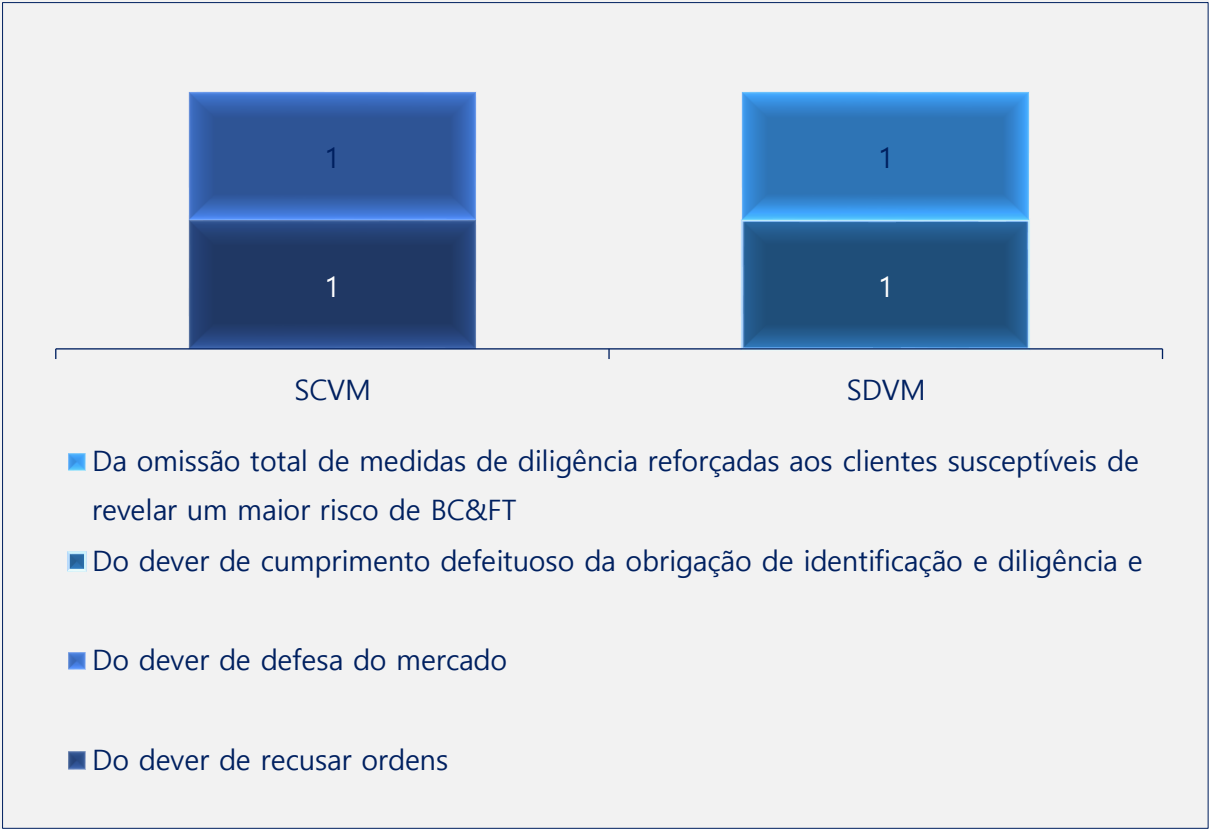 1
1
1
1
SCVM
SDVM
Da omissão total de medidas de diligência reforçadas aos clientes susceptíveis de
revelar um maior risco de BC&FT
Do dever de cumprimento defeituoso da obrigação de identificação e diligência e
Do dever de defesa do mercado
Do dever de recusar ordens